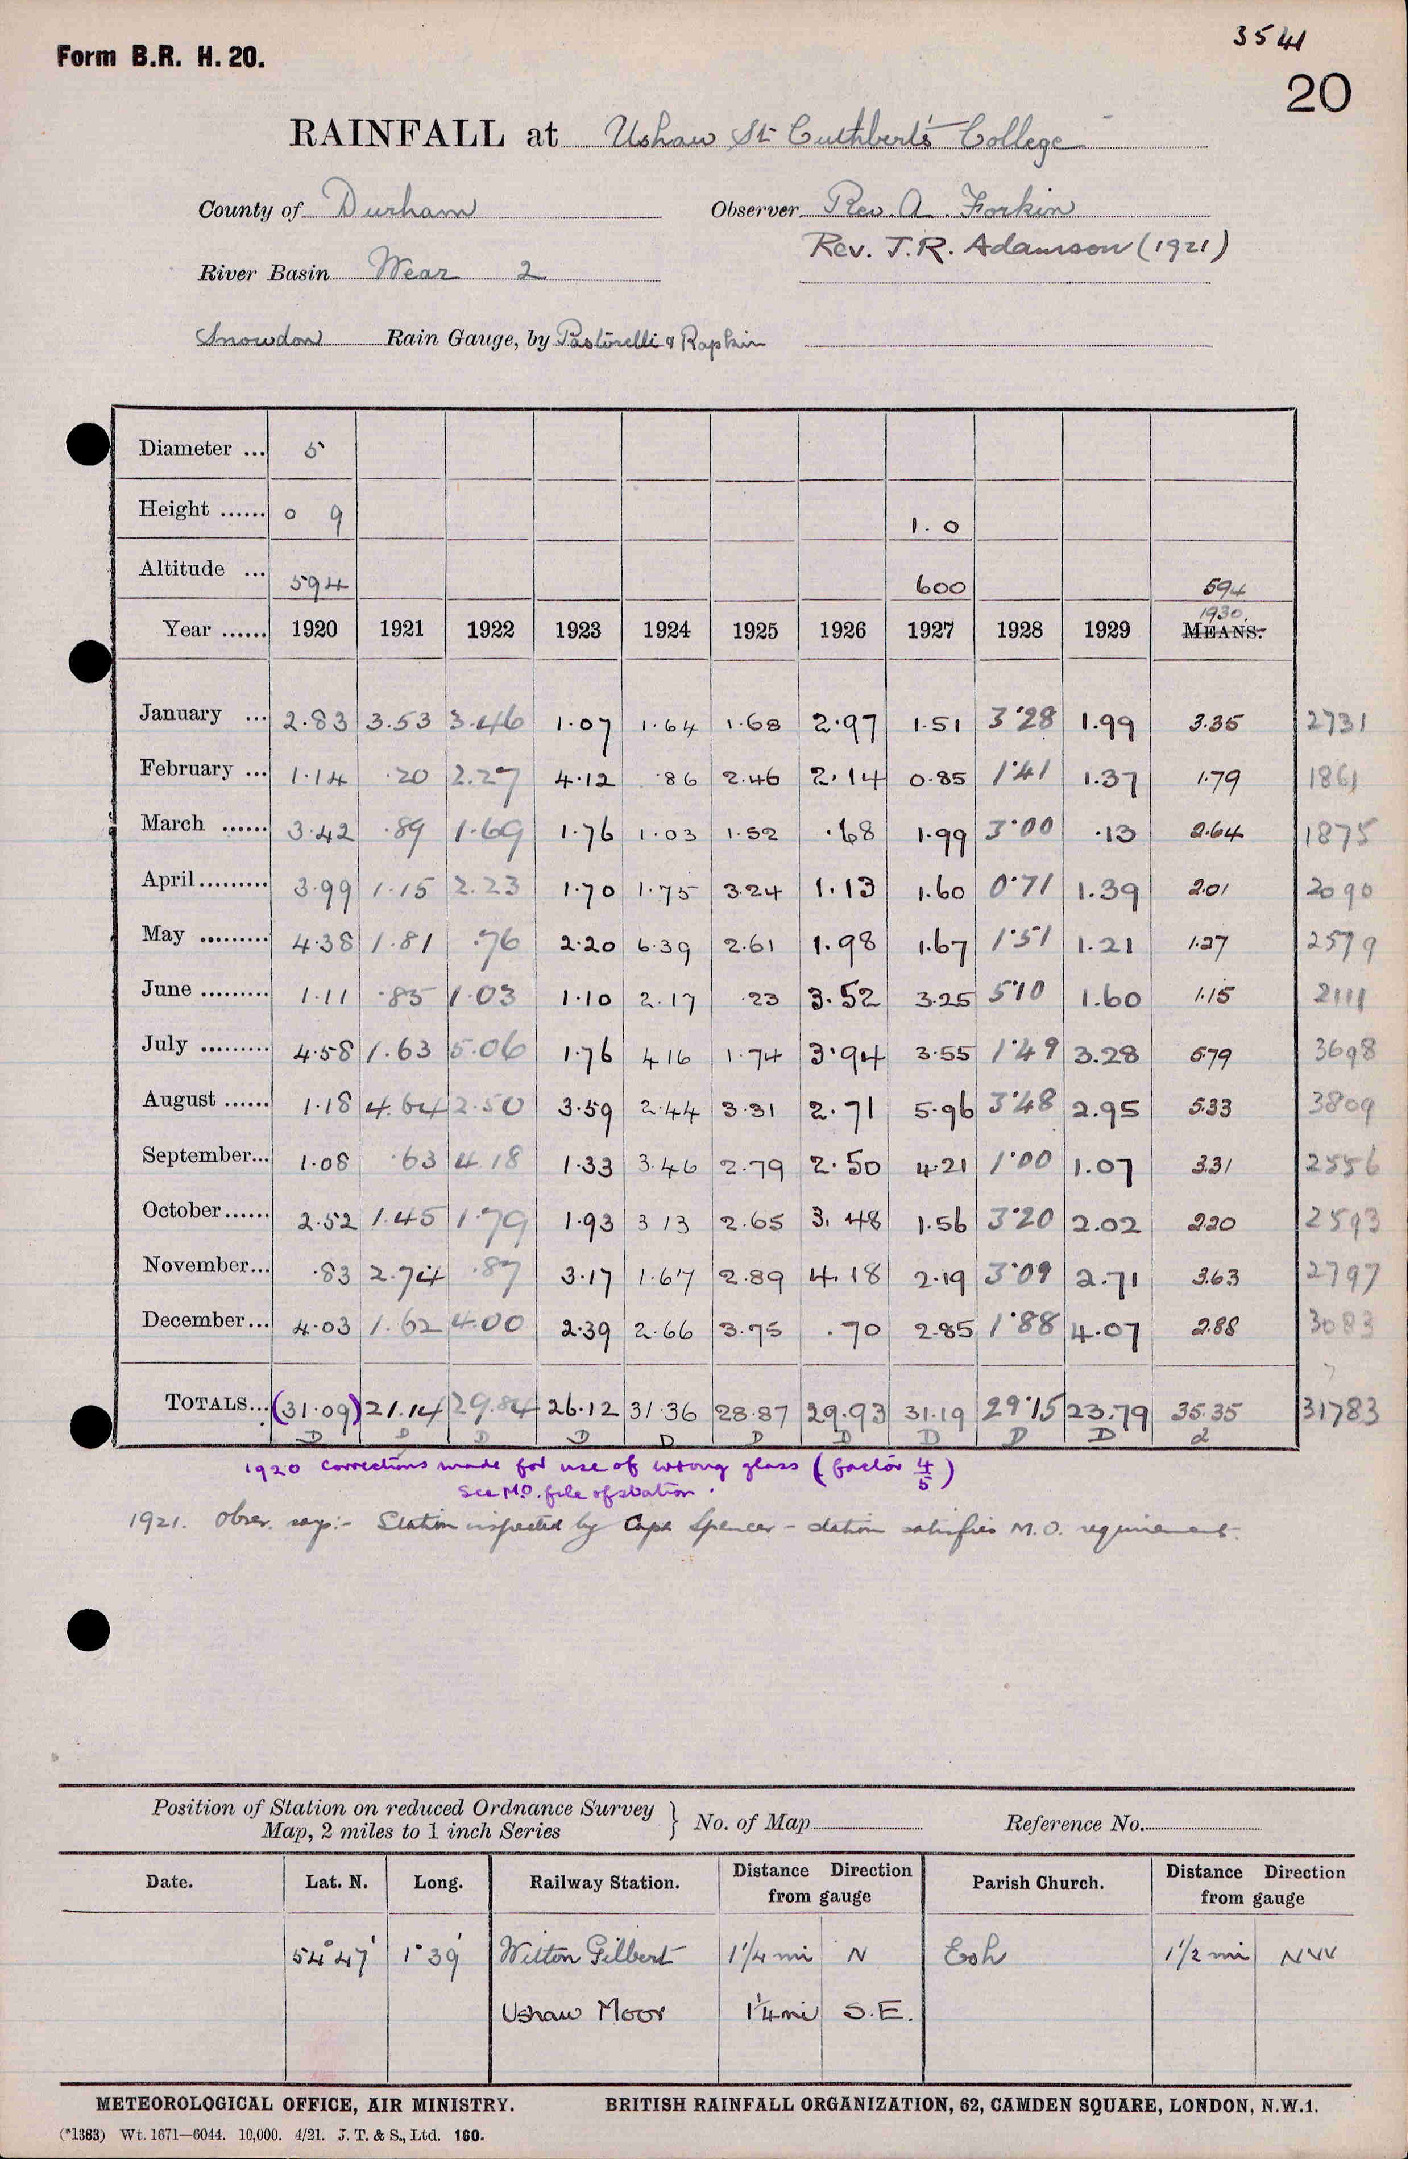 Form B.R. H. 20.
3541
20
RAINFALL at Ushaw St Cuthbert's College
County of Durham Observer Rev. A. Forkin
Rev. J.R. Adamson (1921)
River Basin Wear 2
Snowdon Rain Gauge, by Pastorelli & Rapkin
Diameter ... 5
Height ...... 0 9 1.0
Altitude ... 594 600 594
1930.
Year ...... 1920 1921 1922 1923 1924 1925 1926 1927 1928 1929 MEANS.
January ... 2.83 3.53 3.46 1.07 1.64 1.68 2.97 1.51 3.28 1.99 3.35 2731
February ... 1.14 .20 2.27 4.12 .86 2.46 2.14 0.85 1.41 1.37 1.79 1861
March ...... 3.42 .89 1.69 1.76 1.03 1.52 .68 1.99 3.00 .13 2.64 1875
April......... 3.99 1.15 2.23 1.70 1.75 3.24 1.13 1.60 0.71 1.39 2.01 2090
May ......... 4.38 1.81 .76 2.20 6.39 2.61 1.98 1.67 1.51 1.21 1.27 2579
June ......... 1.11 .85 1.03 1.10 2.17 .23 3.52 3.25 5.10 1.60 1.15 2111
July ......... 4.58 1.63 5.06 1.76 4 16 1.74 3.94 3.55 1.49 3.28 5.79 3698
August ...... 1.18 4.64 2.50 3.59 2.44 3.31 2.71 5.96 3.48 2.95 5.33 3809
September... 1.08 .63 4.18 1.33 3.46 2.79 2.50 4.21 1.00 1.07 3.31 2556
October...... 2.52 1.45 1.79 1.93 3 13 2.65 3.48 1.56 3.20 2.02 2.20 2593
November... .83 2.74 .87 3.17 1.67 2.89 4.18 2.19 3.09 2.71 3.63 2797
December... 4.03 1.62 4.00 2.39 2.66 3.75 .70 2.85 1.88 4.07 2.88 3083
TOTALS... (31.09) 21.14 29.84 26.12 31.36 28.87 29.93 31.19 29.15 23.79 35.35 31783
D D D D D D D D D D d
1920 corrections made for use of wrong glass (factor 4/5)
See M.O. file of station.
1921. Obser. says:- Station inspected by Capt Spencer - station satisfies M.O. requirements.
Position of Station on reduced Ordnance Survey
Map, 2 miles to 1 inch Series } No. of Map Reference No.
Date. Lat. N. Long. Railway Station. Distance Direction from gauge Parish Church. Distance Direction from gauge
54° 47' 1° 39' Witton Gilbert 1 1/4 mi N Esh 1 1/2 mi NW
Ushaw Moor 1 1/4 mi S.E.
METEOROLOGICAL OFFICE, AIR MINISTRY. BRITISH RAINFALL ORGANIZATION, 62, CAMDEN SQUARE, LONDON, N.W.1.
(*1383) Wt. 1671—6044. 10,000. 4/21. J. T. & S., Ltd. 160.